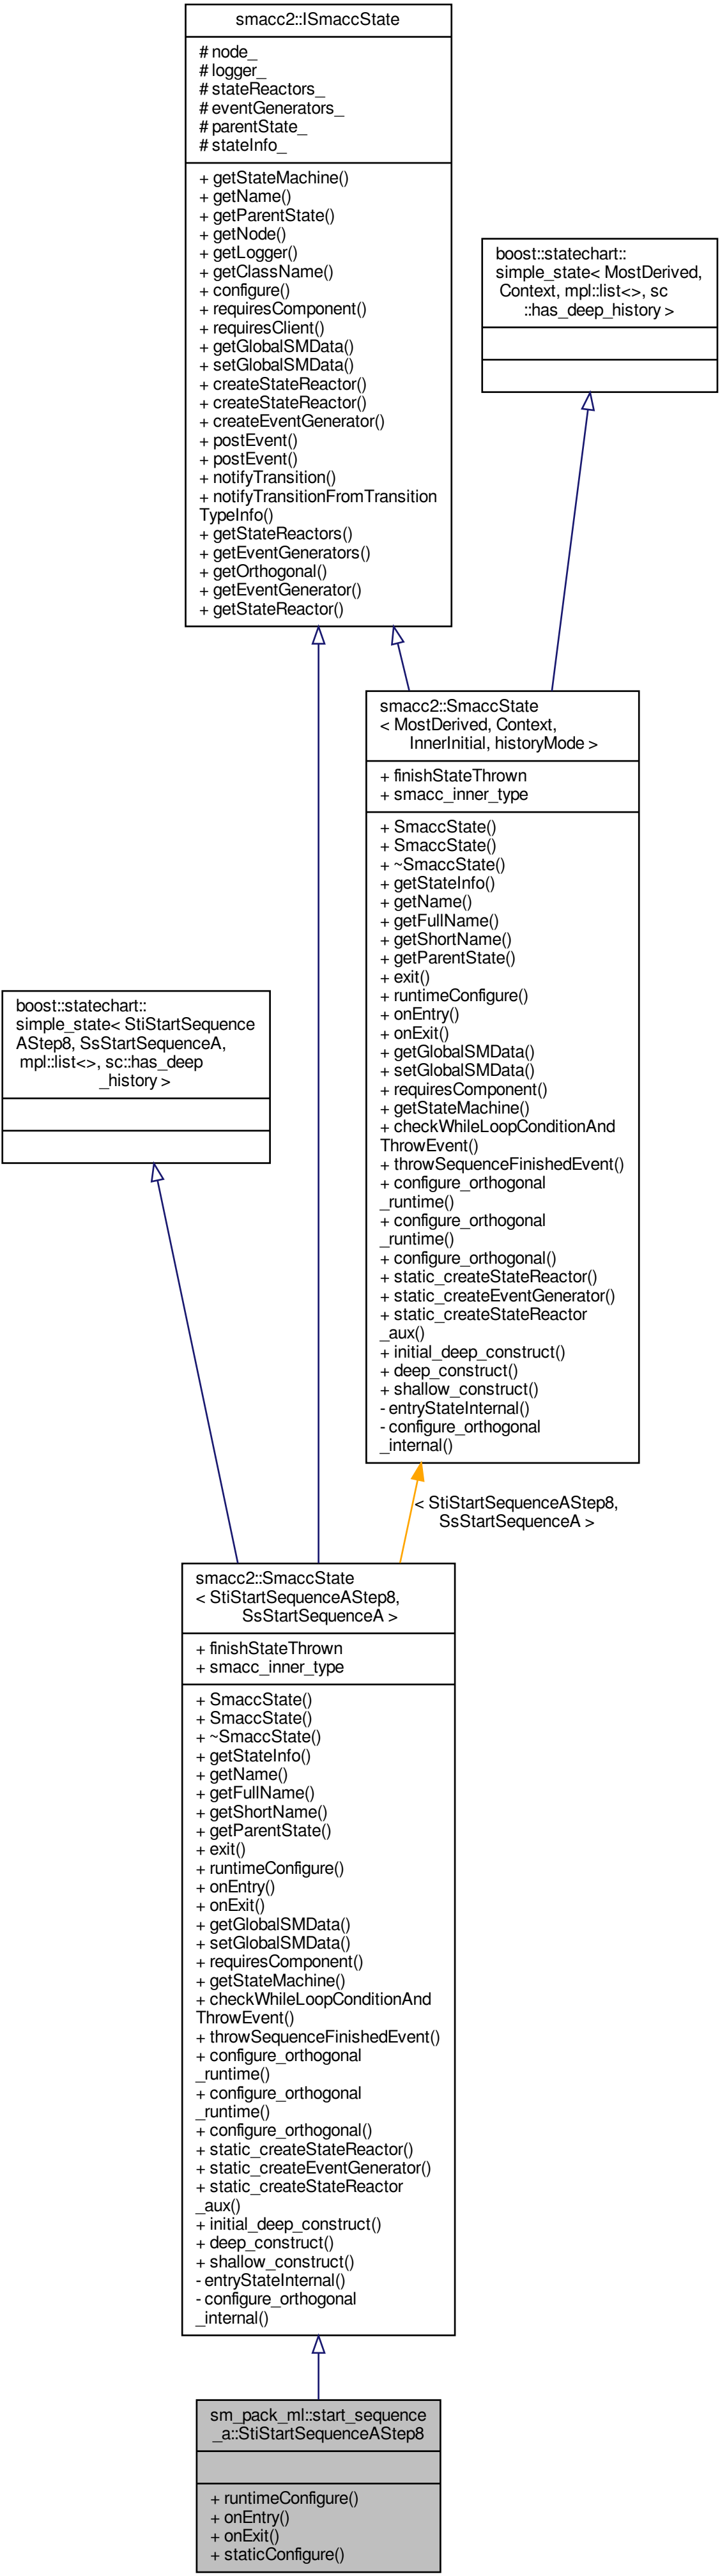 smacc2::ISmaccState
# node_
# logger_
# stateReactors_
# eventGenerators_
# parentState_
# stateInfo_
+ getStateMachine()
+ getName()
+ getParentState()
+ getNode()
+ getLogger()
+ getClassName()
+ configure()
+ requiresComponent()
+ requiresClient()
+ getGlobalSMData()
+ setGlobalSMData()
+ createStateReactor()
+ createStateReactor()
+ createEventGenerator()
+ postEvent()
+ postEvent()
+ notifyTransition()
+ notifyTransitionFromTransition
TypeInfo()
+ getStateReactors()
+ getEventGenerators()
+ getOrthogonal()
+ getEventGenerator()
+ getStateReactor()
boost::statechart::
simple_state< MostDerived,
Context, mpl::list<>, sc
::has_deep_history >
smacc2::SmaccState
< MostDerived, Context,
InnerInitial, historyMode >
+ finishStateThrown
+ smacc_inner_type
+ SmaccState()
+ SmaccState()
+ ~SmaccState()
+ getStateInfo()
+ getName()
+ getFullName()
+ getShortName()
+ getParentState()
+ exit()
+ runtimeConfigure()
+ onEntry()
+ onExit()
+ getGlobalSMData()
+ setGlobalSMData()
+ requiresComponent()
+ getStateMachine()
+ checkWhileLoopConditionAnd
ThrowEvent()
+ throwSequenceFinishedEvent()
+ configure_orthogonal
_runtime()
+ configure_orthogonal
_runtime()
+ configure_orthogonal()
+ static_createStateReactor()
+ static_createEventGenerator()
+ static_createStateReactor
_aux()
+ initial_deep_construct()
+ deep_construct()
+ shallow_construct()
- entryStateInternal()
- configure_orthogonal
_internal()
boost::statechart::
simple_state< StiStartSequence
AStep8, SsStartSequenceA,
mpl::list<>, sc::has_deep
_history >
< StiStartSequenceAStep8,
SsStartSequenceA >
smacc2::SmaccState
< StiStartSequenceAStep8,
SsStartSequenceA >
+ finishStateThrown
+ smacc_inner_type
+ SmaccState()
+ SmaccState()
+ ~SmaccState()
+ getStateInfo()
+ getName()
+ getFullName()
+ getShortName()
+ getParentState()
+ exit()
+ runtimeConfigure()
+ onEntry()
+ onExit()
+ getGlobalSMData()
+ setGlobalSMData()
+ requiresComponent()
+ getStateMachine()
+ checkWhileLoopConditionAnd
ThrowEvent()
+ throwSequenceFinishedEvent()
+ configure_orthogonal
_runtime()
+ configure_orthogonal
_runtime()
+ configure_orthogonal()
+ static_createStateReactor()
+ static_createEventGenerator()
+ static_createStateReactor
_aux()
+ initial_deep_construct()
+ deep_construct()
+ shallow_construct()
- entryStateInternal()
- configure_orthogonal
_internal()
sm_pack_ml::start_sequence
_a::StiStartSequenceAStep8
+ runtimeConfigure()
+ onEntry()
+ onExit()
+ staticConfigure()